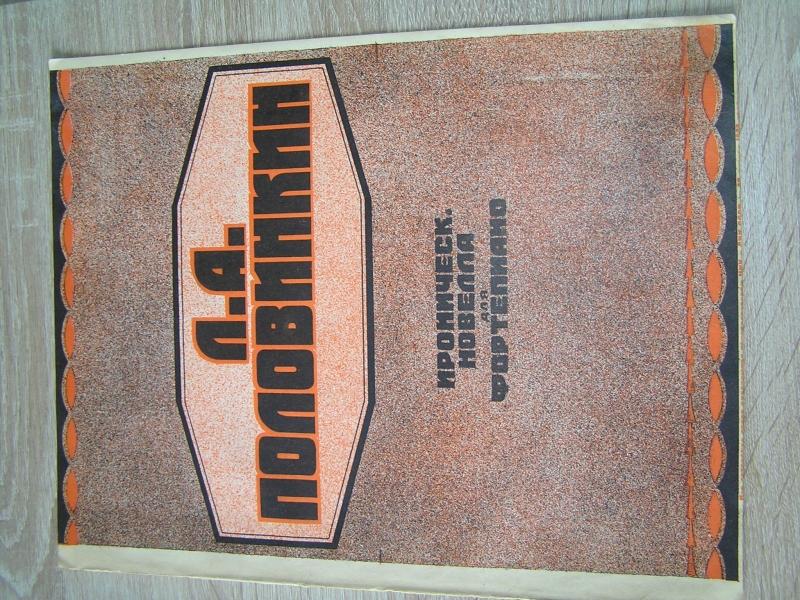 Л.А.
ПОЛОВИНКИН
ИРОНИЧЕСК.
НОВЕЛЛА
ДЛЯ
ФОРТЕПИАНО